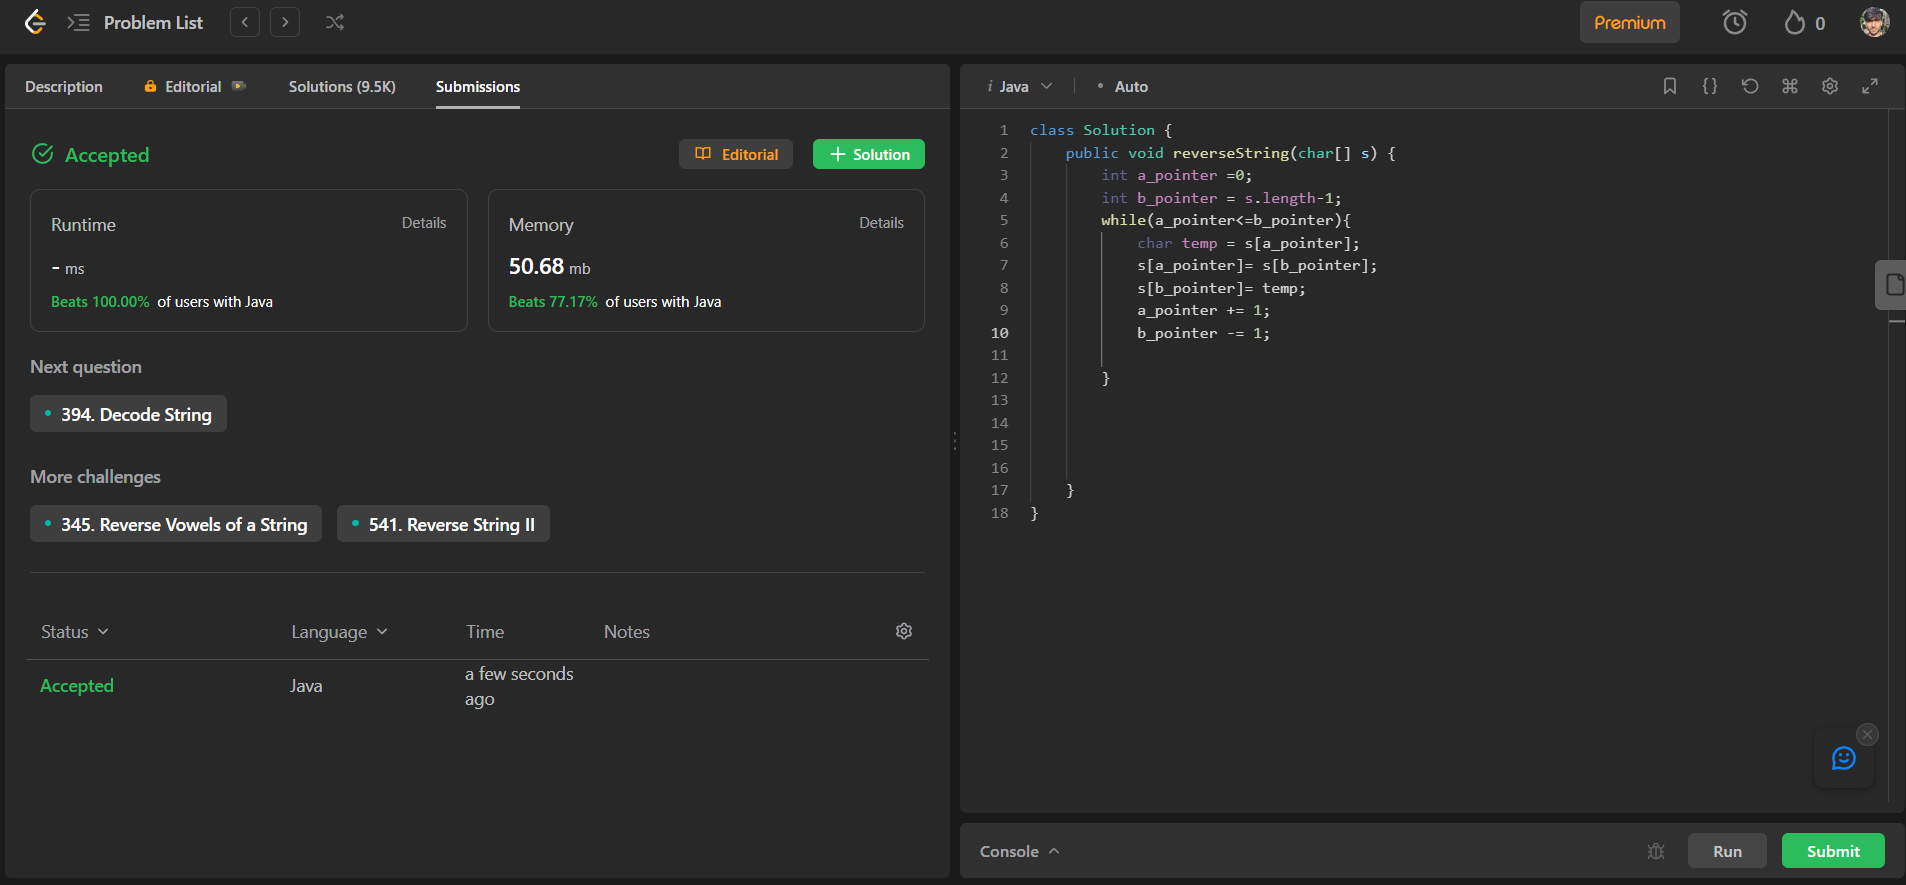 Problem List
Premium
0
Description
Editorial
Solutions (9.5K)
Submissions
Accepted
Editorial
+ Solution
Runtime
Details
- ms
Beats 100.00% of users with Java
Memory
Details
50.68 mb
Beats 77.17% of users with Java
Next question
394. Decode String
More challenges
345. Reverse Vowels of a String
541. Reverse String II
Status
Language
Time
Notes
Accepted
Java
a few seconds
ago
i Java
Auto
{}
1 class Solution {
2 public void reverseString(char[] s) {
3 int a_pointer =0;
4 int b_pointer = s.length-1;
5 while(a_pointer<=b_pointer){
6 char temp = s[a_pointer];
7 s[a_pointer]= s[b_pointer];
8 s[b_pointer]= temp;
9 a_pointer += 1;
10 b_pointer -= 1;
11
12 }
13
14
15
16
17 }
18 }
Console
Run
Submit